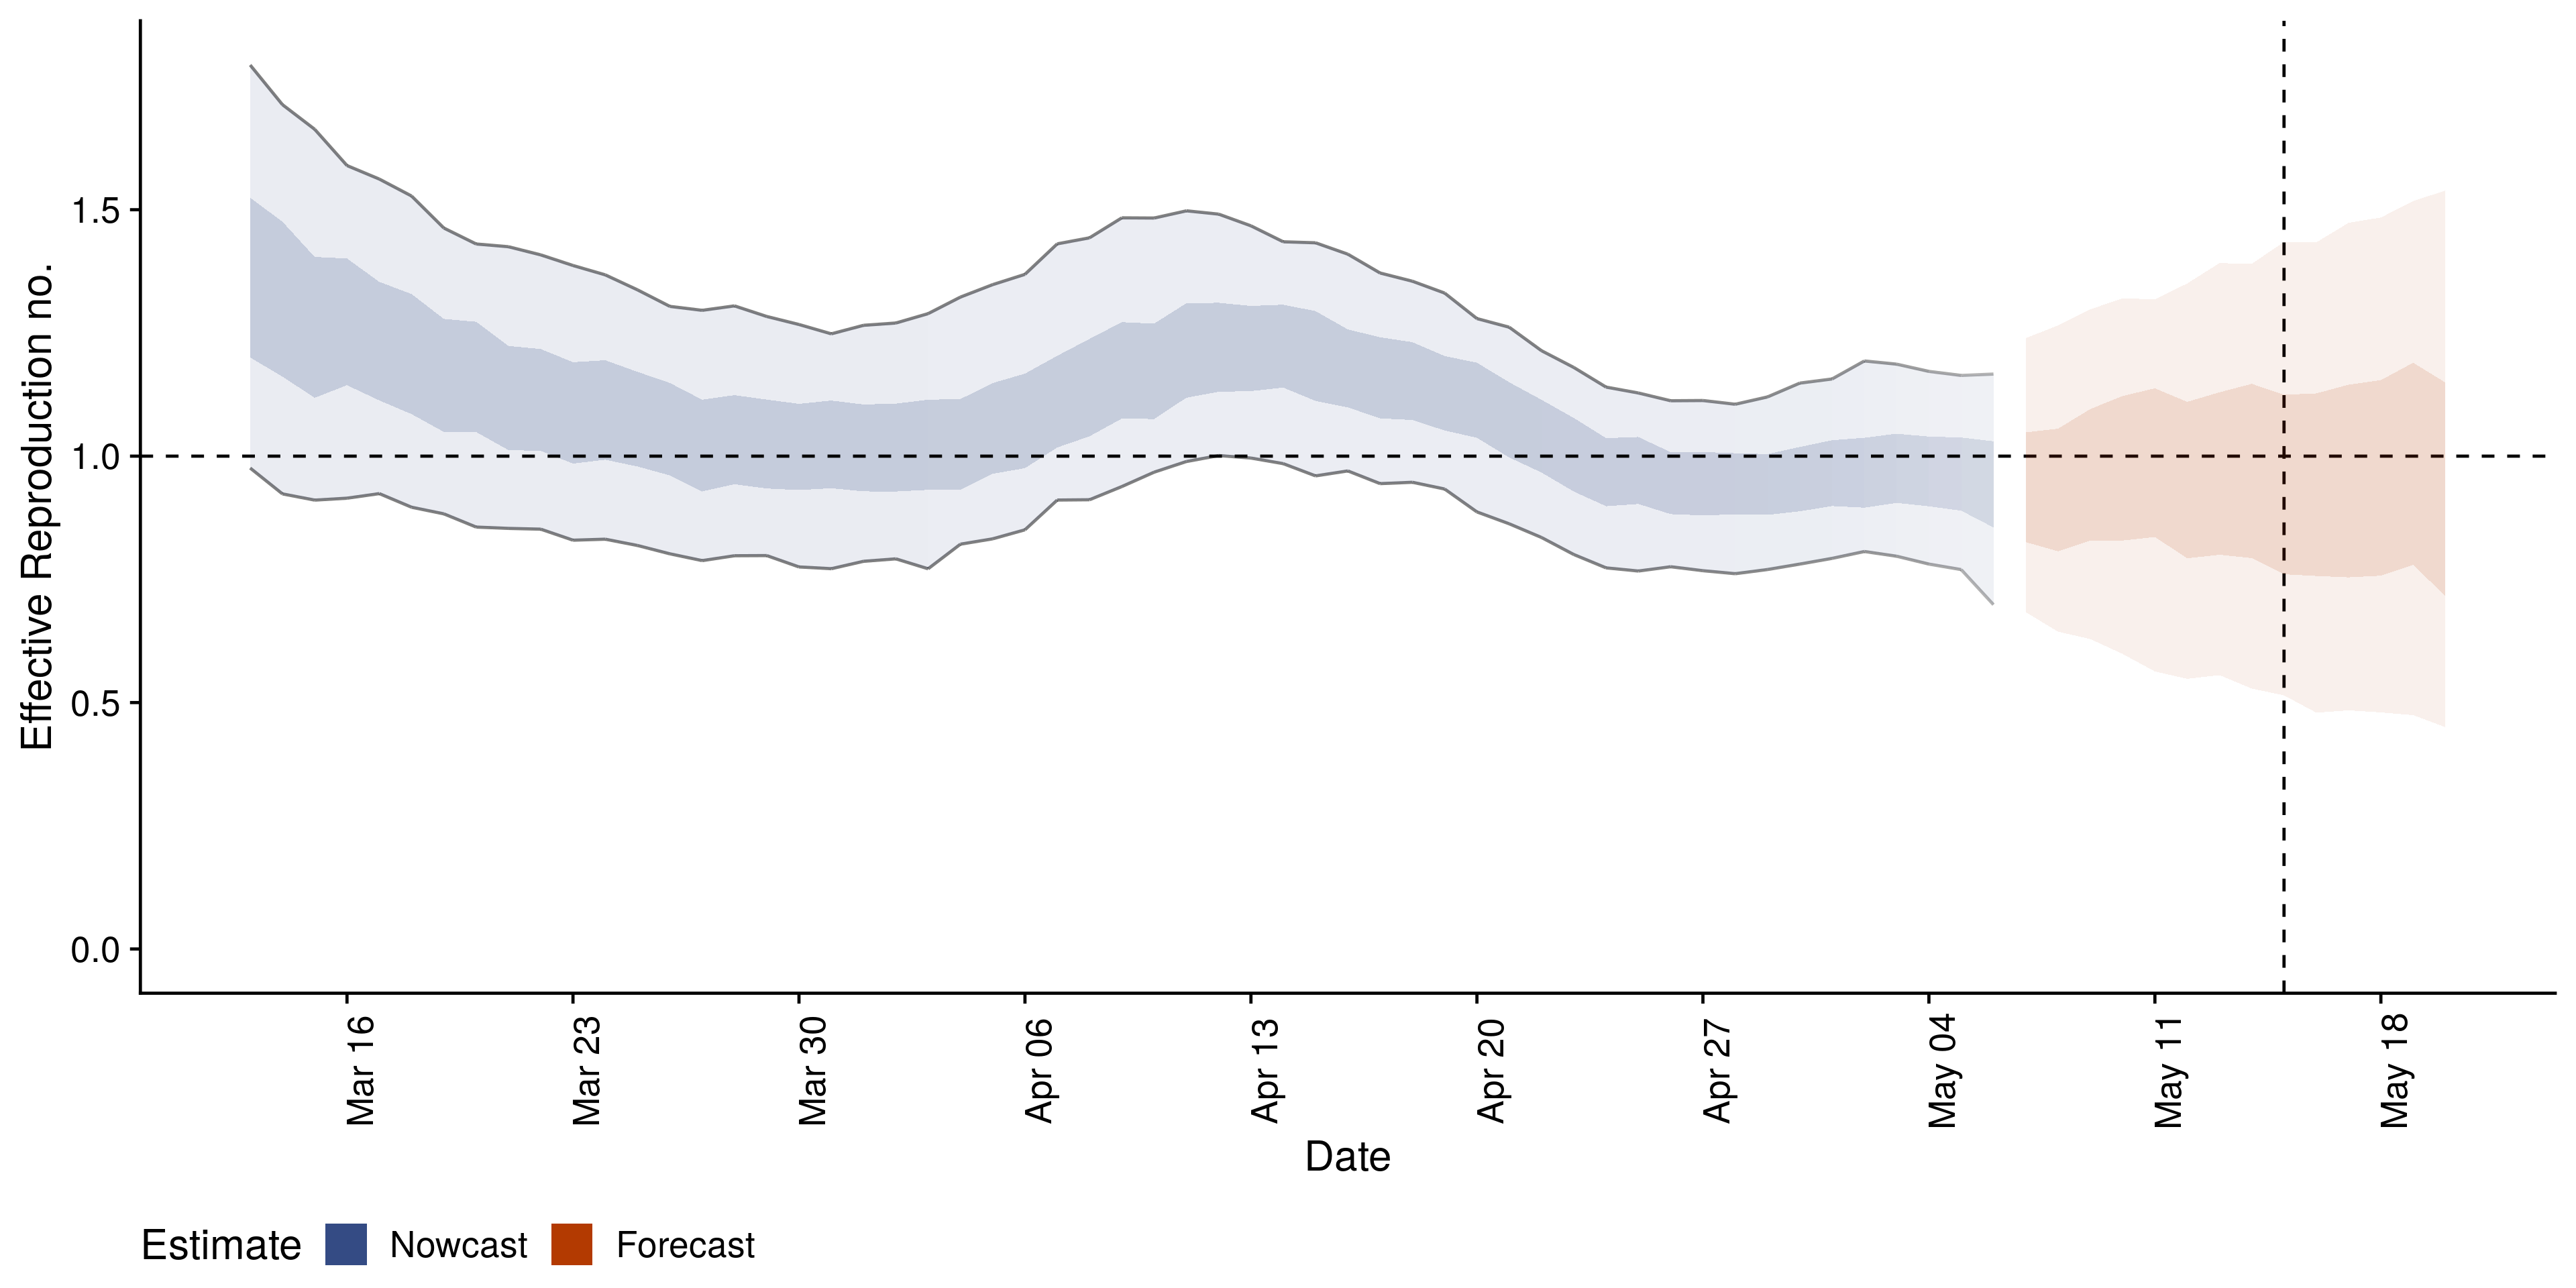 Effective Reproduction no.
1.5
1.0
0.5
0.0
Mar 16
Mar 23
Mar 30
Apr 06
Apr 13
Apr 20
Apr 27
May 04
May 11
May 18
Date
Estimate Nowcast Forecast